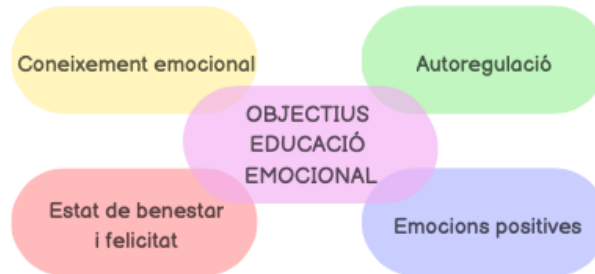 Coneixement emocional
Autoregulació
OBJECTIUS
EDUCACIÓ
EMOCIONAL
Estat de benestar
i felicitat
Emocions positives